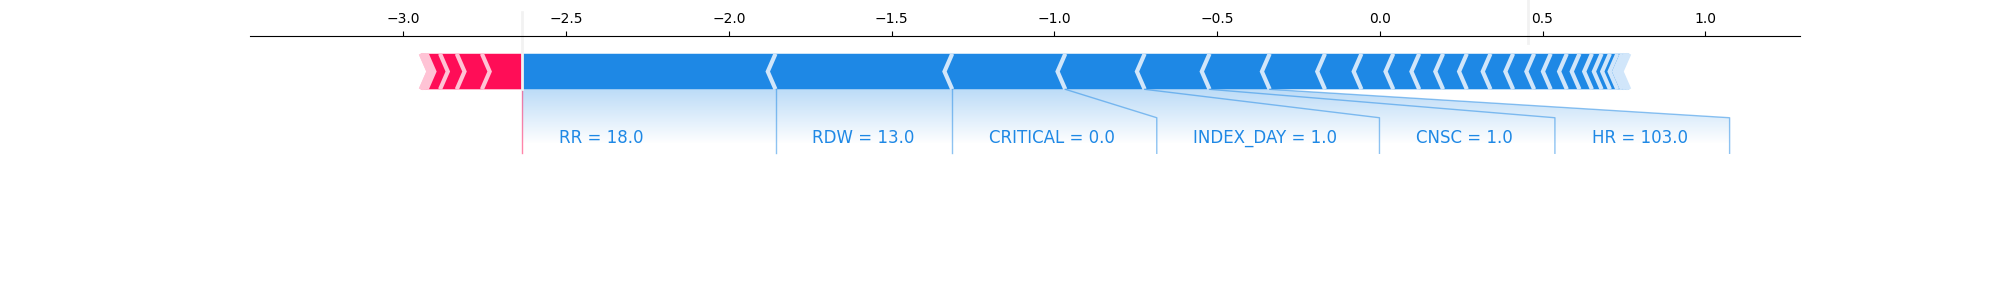 −3.0 −2.5 −2.0 −1.5 −1.0 −0.5 0.0 0.5 1.0
RR = 18.0 RDW = 13.0 CRITICAL = 0.0 INDEX_DAY = 1.0 CNSC = 1.0 HR = 103.0